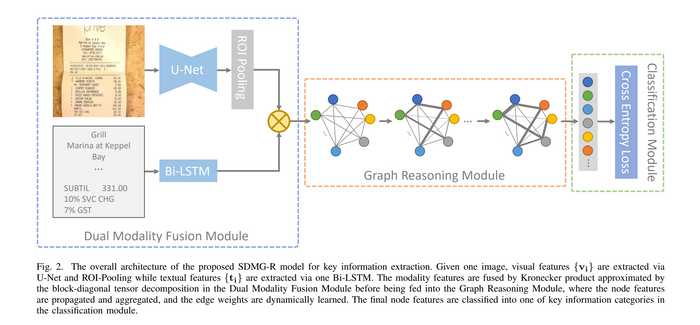 U-Net
ROI Pooling
Grill
Marina at Keppel
Bay
...
SUBTIL 331.00
10% SVC CHG
7% GST
Bi-LSTM
Dual Modality Fusion Module
...
Graph Reasoning Module
...
Cross Entropy Loss
Classification Module
Fig. 2. The overall architecture of the proposed SDMG-R model for key information extraction. Given one image, visual features {vᵢ} are extracted via
U-Net and ROI-Pooling while textual features {tᵢ} are extracted via one Bi-LSTM. The modality features are fused by Kronecker product approximated by
the block-diagonal tensor decomposition in the Dual Modality Fusion Module before being fed into the Graph Reasoning Module, where the node features
are propagated and aggregated, and the edge weights are dynamically learned. The final node features are classified into one of key information categories in
the classification module.